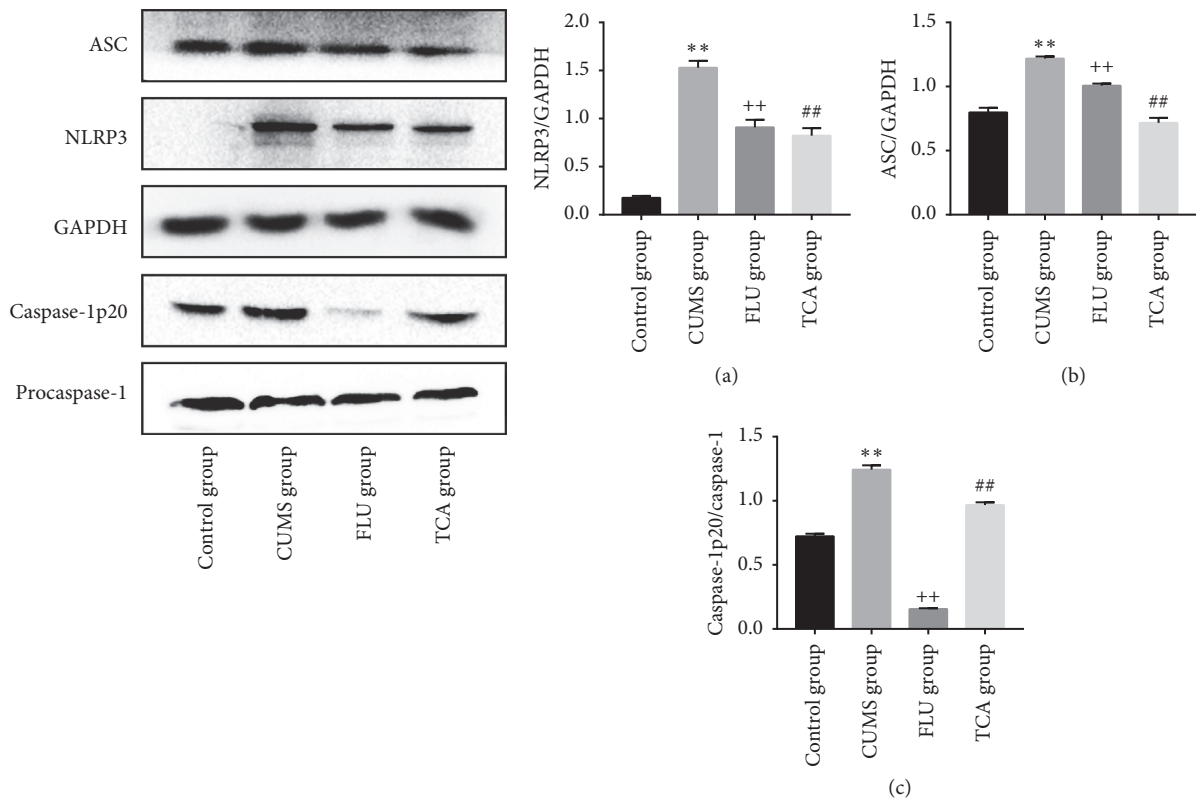 ASC
NLRP3
GAPDH
Caspase-1p20
Procaspase-1
Control group
CUMS group
FLU group
TCA group
NLRP3/GAPDH
2.0
1.5
1.0
0.5
0.0
**
++
##
Control group
CUMS group
FLU group
TCA group
(a)
ASC/GAPDH
1.5
1.0
0.5
0.0
**
++
##
Control group
CUMS group
FLU group
TCA group
(b)
Caspase-1p20/caspase-1
1.5
1.0
0.5
0.0
**
++
##
Control group
CUMS group
FLU group
TCA group
(c)